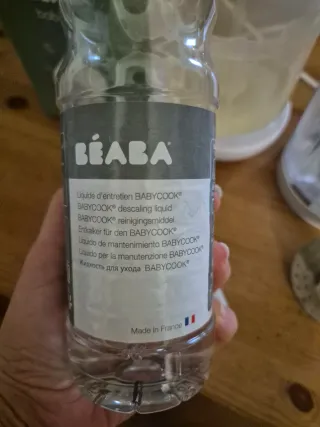 BÉABA
Liquide d'entretien BABYCOOK®
BABYCOOK® descaling liquid
BABYCOOK® reinigingsmiddel
Entkalker für den BABYCOOK®
Liquido de mantenimiento BABYCOOK®
Liquido per la manutenzione BABYCOOK®
Жидкость для ухода BABYCOOK®
Made in France